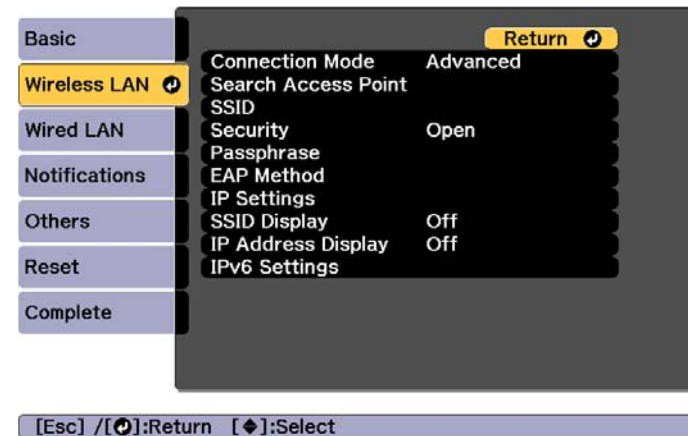 Basic
Wireless LAN
Wired LAN
Notifications
Others
Reset
Complete
Return
Connection Mode Advanced
Search Access Point
SSID
Security Open
Passphrase
EAP Method
IP Settings
SSID Display Off
IP Address Display Off
IPv6 Settings
[Esc] /[⏎]:Return [◆]:Select